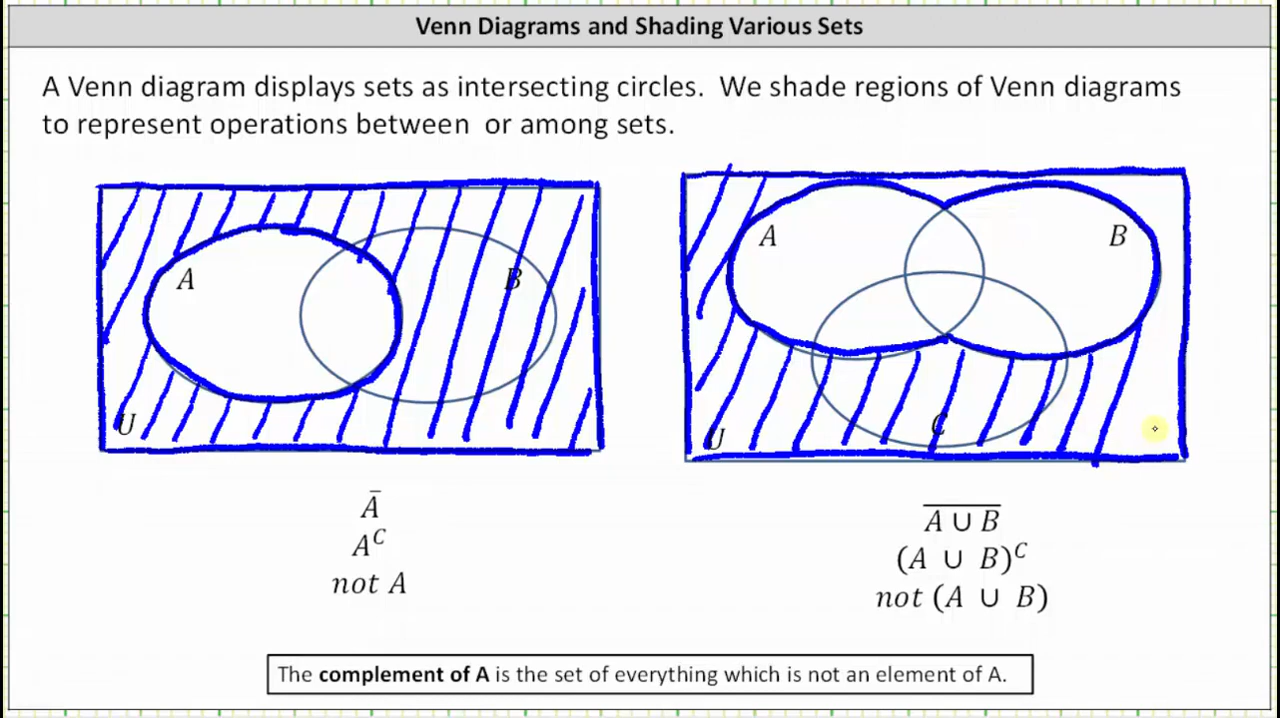 Venn Diagrams and Shading Various Sets
A Venn diagram displays sets as intersecting circles. We shade regions of Venn diagrams
to represent operations between or among sets.
A
B
U
A
B
C
U
A̅
Aᶜ
not A
A̅ ̅∪̅ ̅B̅
(A ∪ B)ᶜ
not (A ∪ B)
The complement of A is the set of everything which is not an element of A.